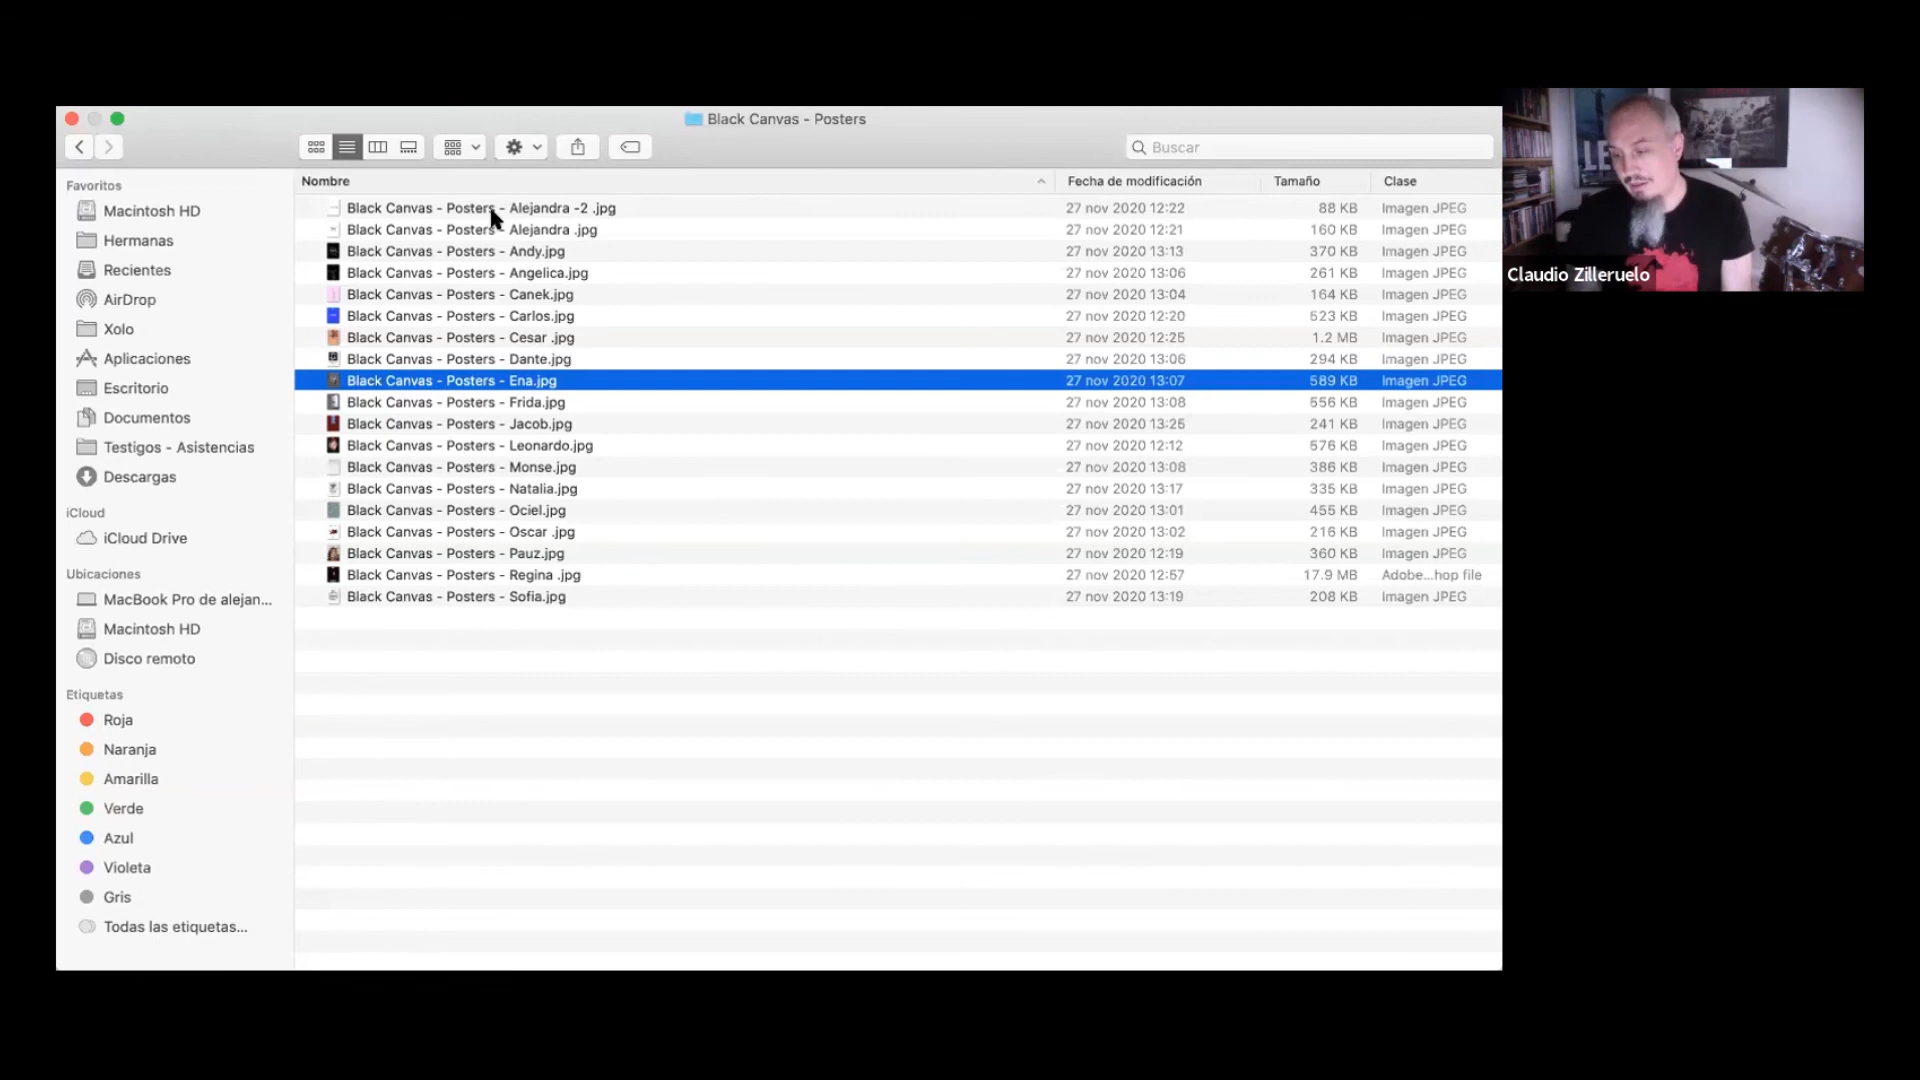 Black Canvas - Posters
Buscar
Favoritos
Macintosh HD
Hermanas
Recientes
AirDrop
Xolo
Aplicaciones
Escritorio
Documentos
Testigos - Asistencias
Descargas
iCloud
iCloud Drive
Ubicaciones
MacBook Pro de alejan...
Macintosh HD
Disco remoto
Etiquetas
Roja
Naranja
Amarilla
Verde
Azul
Violeta
Gris
Todas las etiquetas...
Nombre Fecha de modificación Tamaño Clase
Black Canvas - Posters - Alejandra -2 .jpg 27 nov 2020 12:22 88 KB Imagen JPEG
Black Canvas - Posters - Alejandra .jpg 27 nov 2020 12:21 160 KB Imagen JPEG
Black Canvas - Posters - Andy.jpg 27 nov 2020 13:13 370 KB Imagen JPEG
Black Canvas - Posters - Angelica.jpg 27 nov 2020 13:06 261 KB Imagen JPEG
Black Canvas - Posters - Canek.jpg 27 nov 2020 13:04 164 KB Imagen JPEG
Black Canvas - Posters - Carlos.jpg 27 nov 2020 12:20 523 KB Imagen JPEG
Black Canvas - Posters - Cesar .jpg 27 nov 2020 12:25 1.2 MB Imagen JPEG
Black Canvas - Posters - Dante.jpg 27 nov 2020 13:06 294 KB Imagen JPEG
Black Canvas - Posters - Ena.jpg 27 nov 2020 13:07 589 KB Imagen JPEG
Black Canvas - Posters - Frida.jpg 27 nov 2020 13:08 556 KB Imagen JPEG
Black Canvas - Posters - Jacob.jpg 27 nov 2020 13:25 241 KB Imagen JPEG
Black Canvas - Posters - Leonardo.jpg 27 nov 2020 12:12 576 KB Imagen JPEG
Black Canvas - Posters - Monse.jpg 27 nov 2020 13:08 386 KB Imagen JPEG
Black Canvas - Posters - Natalia.jpg 27 nov 2020 13:17 335 KB Imagen JPEG
Black Canvas - Posters - Ociel.jpg 27 nov 2020 13:01 455 KB Imagen JPEG
Black Canvas - Posters - Oscar .jpg 27 nov 2020 13:02 216 KB Imagen JPEG
Black Canvas - Posters - Pauz.jpg 27 nov 2020 12:19 360 KB Imagen JPEG
Black Canvas - Posters - Regina .jpg 27 nov 2020 12:57 17.9 MB Adobe...hop file
Black Canvas - Posters - Sofia.jpg 27 nov 2020 13:19 208 KB Imagen JPEG
Claudio Zilleruelo